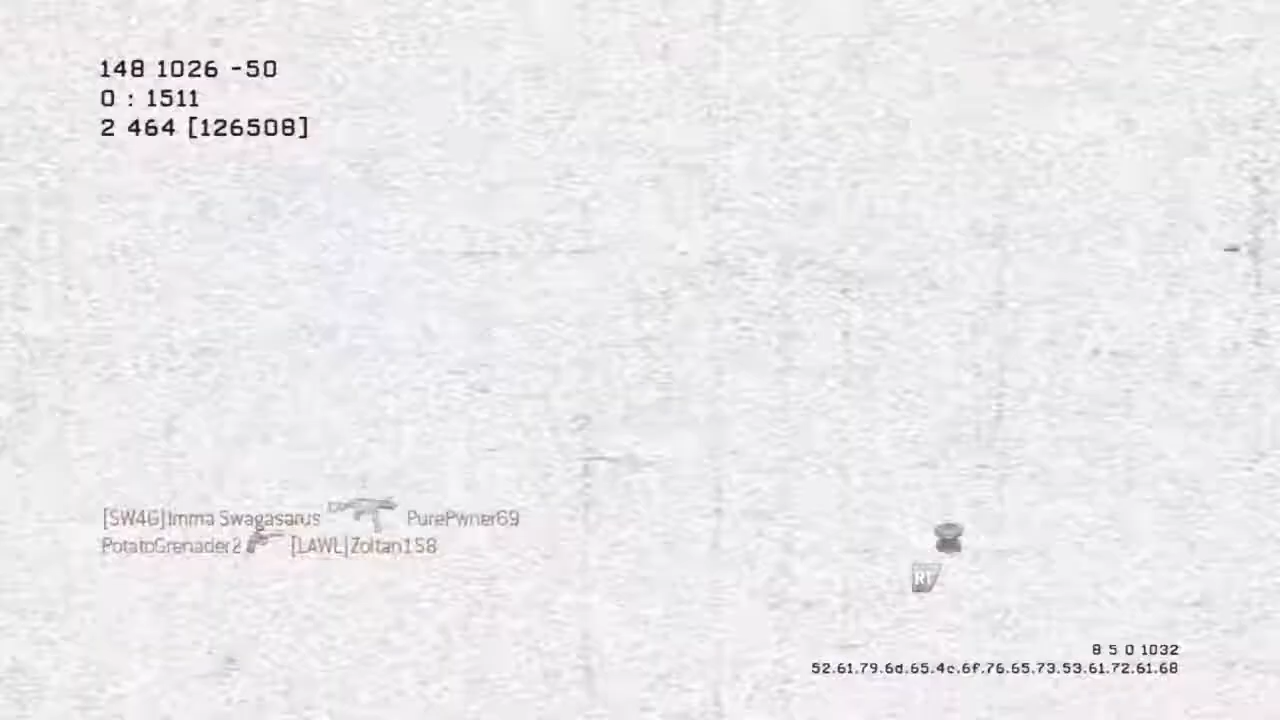 148 1026 -50
0 : 1511
2 464 [126508]
[SW4G]Imma Swagasarus PurePwner69
PotatoGrenader2 [LAWL]Zoltan158
RT
8 5 0 1032
52.61.79.6d.65.4c.6f.76.65.73.53.61.72.61.68